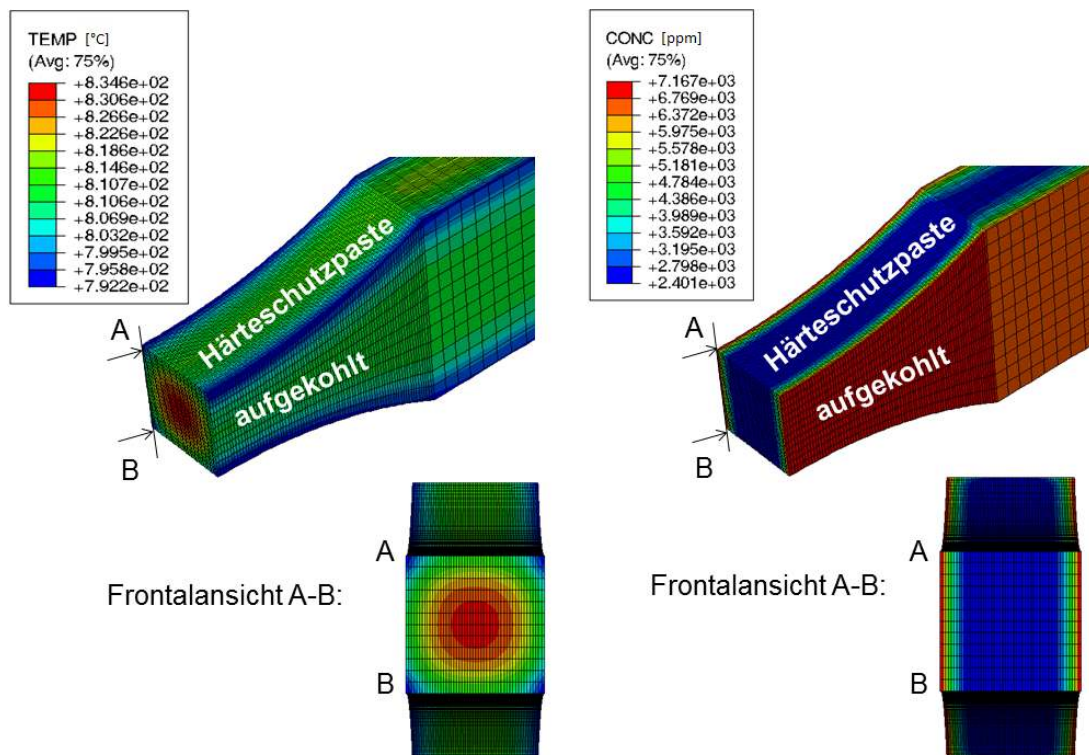 TEMP [°C]
(Avg: 75%)
+8.346e+02
+8.306e+02
+8.266e+02
+8.226e+02
+8.186e+02
+8.146e+02
+8.107e+02
+8.106e+02
+8.069e+02
+8.032e+02
+7.995e+02
+7.958e+02
+7.922e+02
A
Härteschutzpaste
aufgekohlt
B
A
Frontalansicht A-B:
B
CONC [ppm]
(Avg: 75%)
+7.167e+03
+6.769e+03
+6.372e+03
+5.975e+03
+5.578e+03
+5.181e+03
+4.784e+03
+4.386e+03
+3.989e+03
+3.592e+03
+3.195e+03
+2.798e+03
+2.401e+03
A
Härteschutzpaste
aufgekohlt
B
A
Frontalansicht A-B:
B